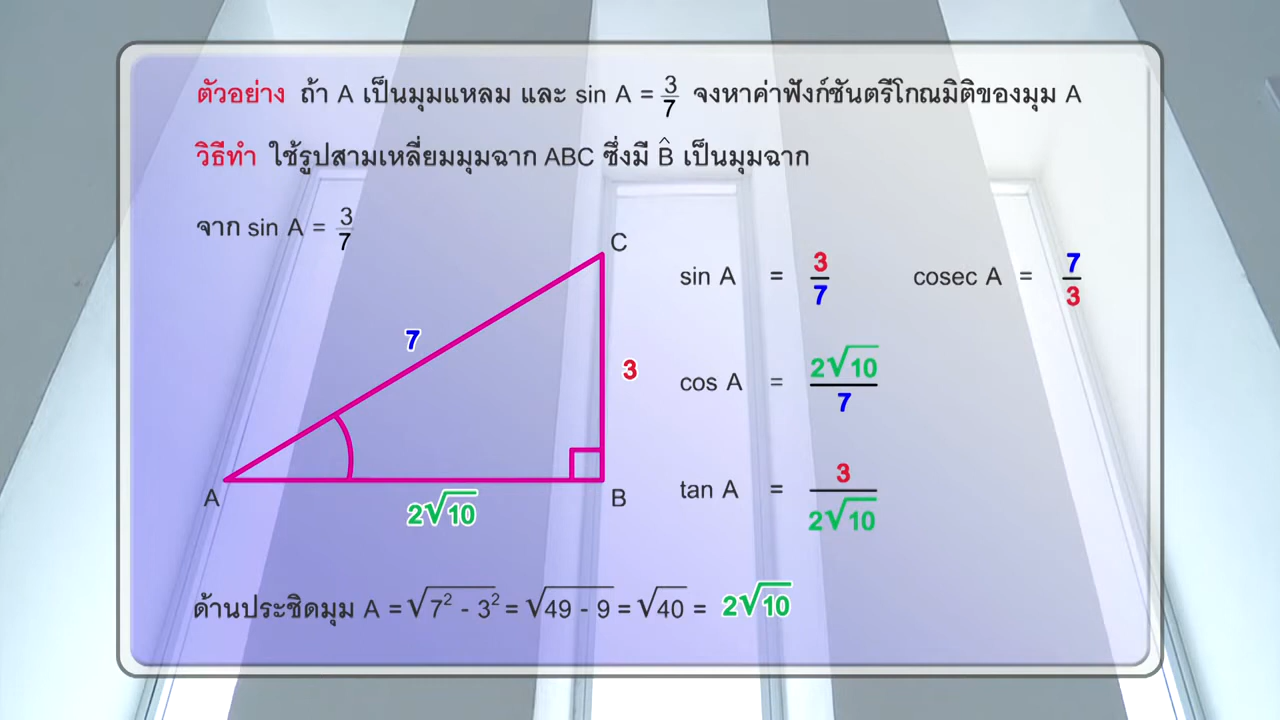 ตัวอย่าง ถ้า A เป็นมุมแหลม และ sin A = 3/7 จงหาค่าฟังก์ชันตรีโกณมิติของมุม A
วิธีทำ ใช้รูปสามเหลี่ยมมุมฉาก ABC ซึ่งมี B̂ เป็นมุมฉาก
จาก sin A = 3/7
C
sin A = 3/7 cosec A = 7/3
7
3
cos A = 2√10/7
A
2√10
B
tan A = 3/2√10
ด้านประชิดมุม A = √7² - 3² = √49 - 9 = √40 = 2√10